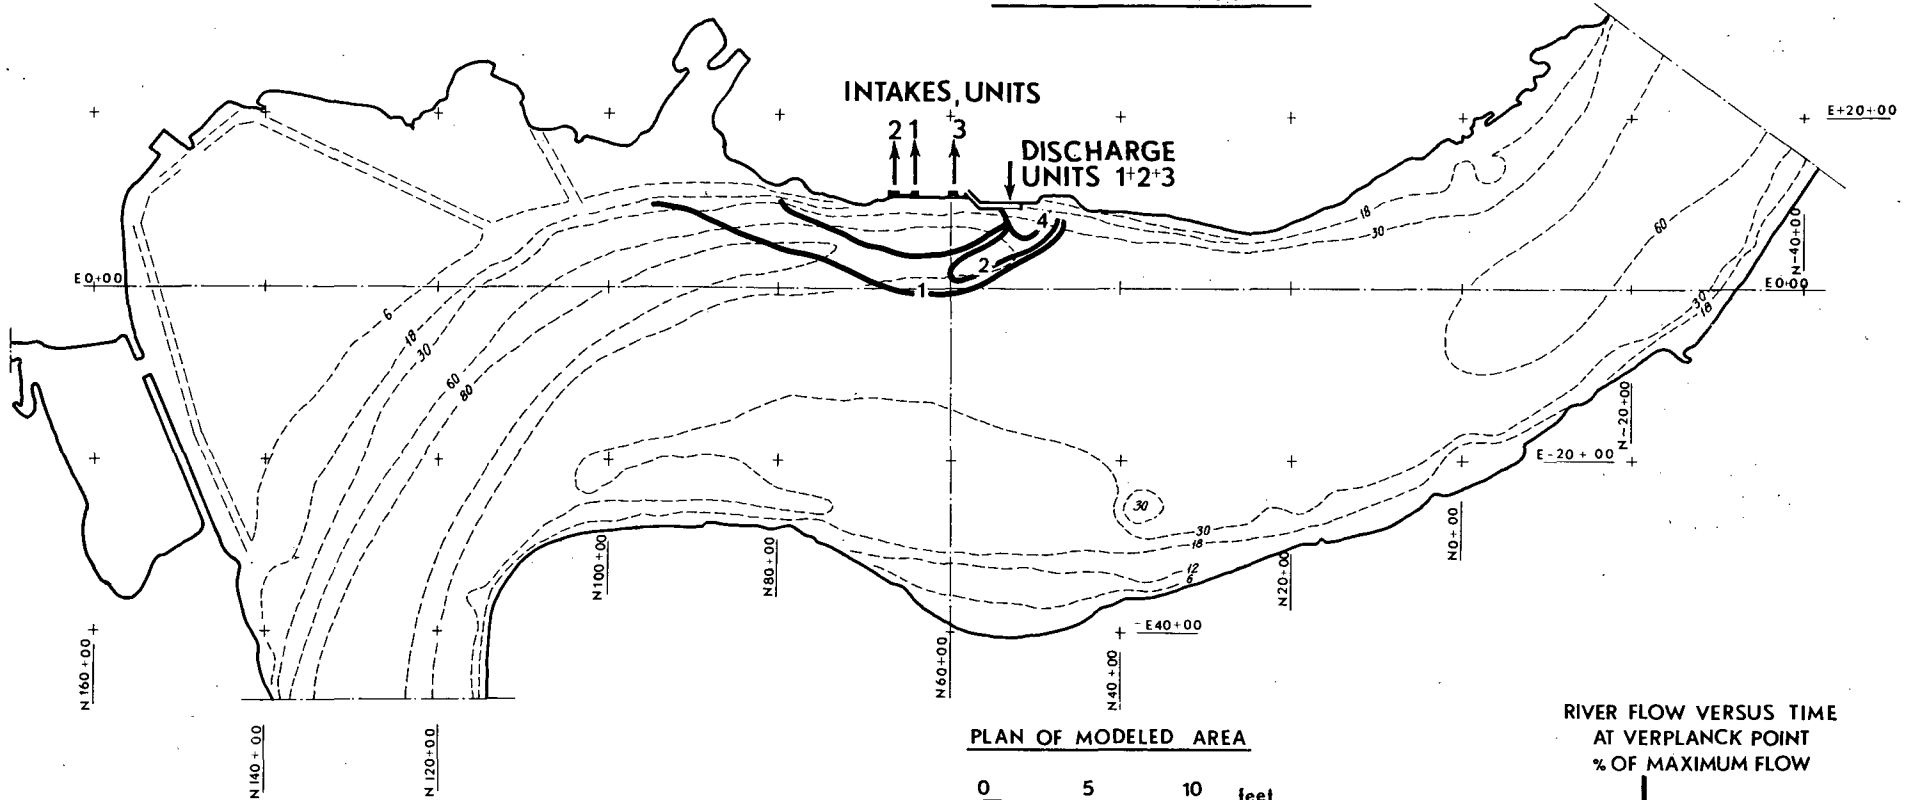 INTAKES, UNITS
2 1 3
DISCHARGE
UNITS 1+2+3
E+20+00
18
30
60
N-40+00
4
2
1
E0+00
E0+00
6
18
30
60
80
30
18
N-20+00
E-20+00
30
30
18
12
6
N100+00
N80+00
N20+00
N0+00
-E40+00
N160+00
N60+00
N40+00
N140+00
N120+00
PLAN OF MODELED AREA
0 5 10 feet
RIVER FLOW VERSUS TIME
AT VERPLANCK POINT
% OF MAXIMUM FLOW